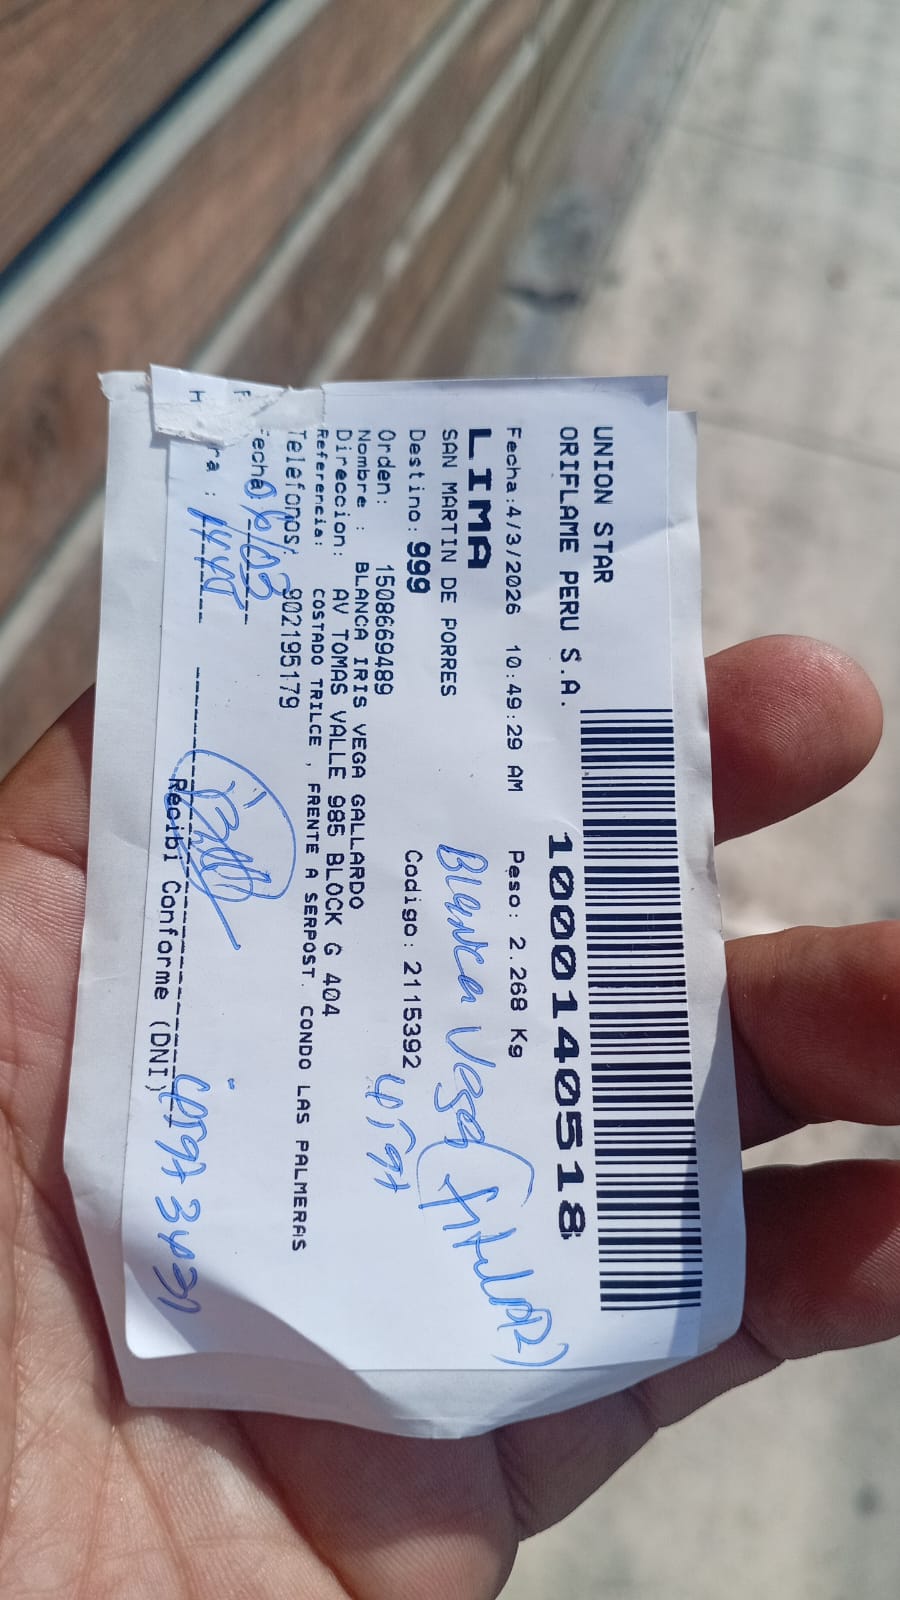 UNION STAR
ORIFLAME PERU S.A.
10001405518
Fecha:4/3/2026 10:49:29 AM Peso: 2.268 Kg
LIMA
SAN MARTIN DE PORRES
Blanca Vega (titular)
Destino: 999 Codigo: 2115392
Orden: 1508669489
Nombre : BLANCA IRIS VEGA GALLARDO
Direccion: AV TOMAS VALLE 985 BLOCK G 404
Referencia: COSTADO TRILCE , FRENTE A SERPOST. CONDO LAS PALMERAS
Telefonos: 902195179
Recibi Conforme (DNI)